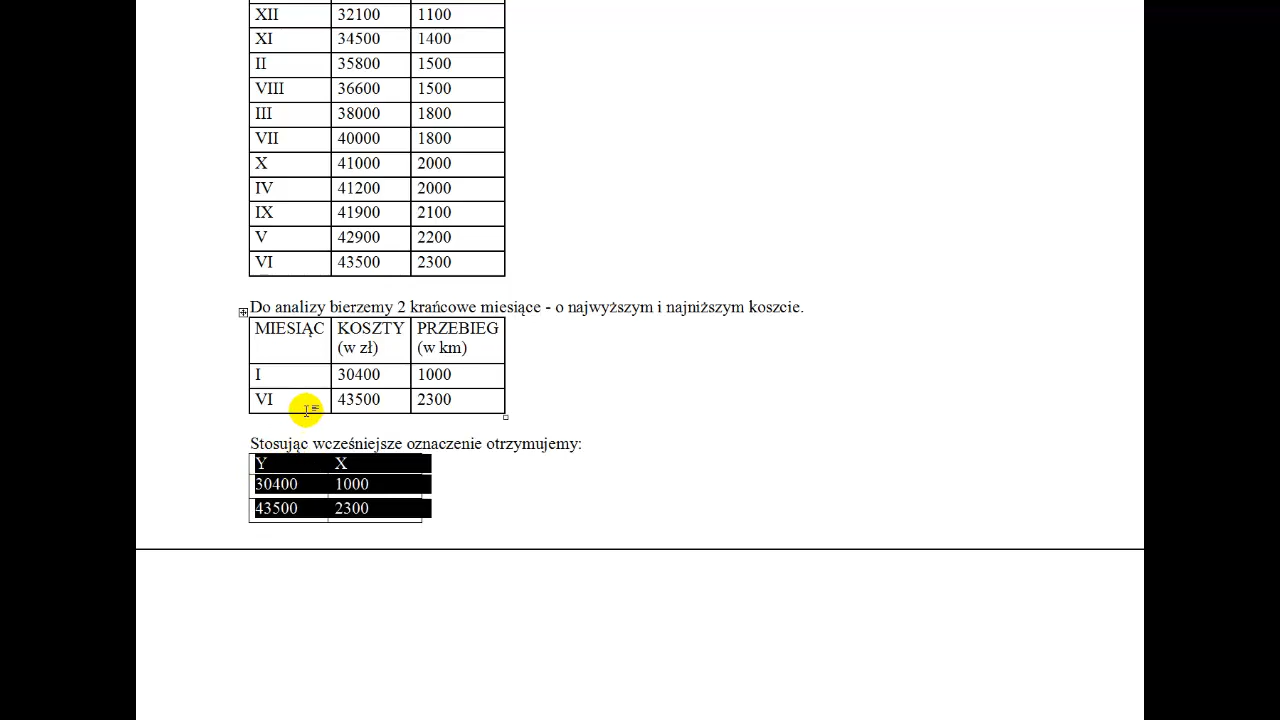 XII 32100 1100
XI 34500 1400
II 35800 1500
VIII 36600 1500
III 38000 1800
VII 40000 1800
X 41000 2000
IV 41200 2000
IX 41900 2100
V 42900 2200
VI 43500 2300
Do analizy bierzemy 2 krańcowe miesiące - o najwyższym i najniższym koszcie.
MIESIĄC KOSZTY PRZEBIEG
(w zł) (w km)
I 30400 1000
VI 43500 2300
Stosując wcześniejsze oznaczenie otrzymujemy:
Y X
30400 1000
43500 2300